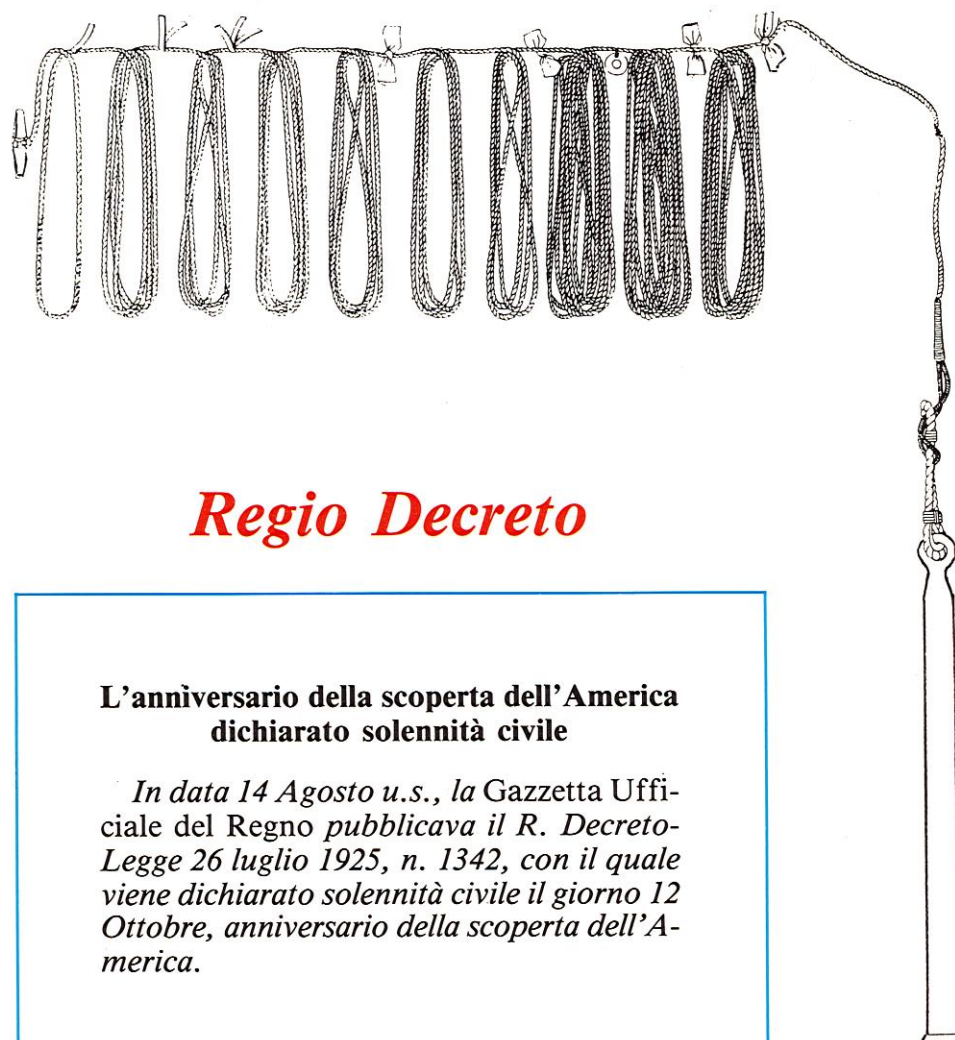 Regio Decreto
L'anniversario della scoperta dell'America
dichiarato solennità civile
In data 14 Agosto u.s., la Gazzetta Uffi-
ciale del Regno pubblicava il R. Decreto-
Legge 26 luglio 1925, n. 1342, con il quale
viene dichiarato solennità civile il giorno 12
Ottobre, anniversario della scoperta dell'A-
merica.